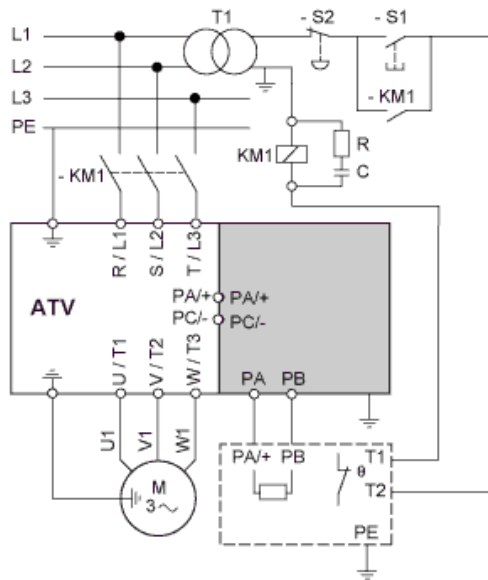 T1
- S2
- S1
L1
L2
L3
PE
- KM1
KM1
R
C
- KM1
R / L1
S / L2
T / L3
ATV
PA/+
PA/+
PC/-
PC/-
U / T1
V / T2
W / T3
PA
PB
U1
V1
W1
M
3
PA/+
PB
θ
T1
T2
PE